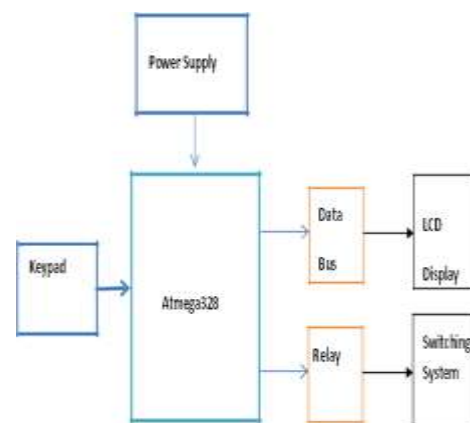 Power Supply
Keypad
Atmega328
Data
Bus
LCD
Display
Relay
Switching
System